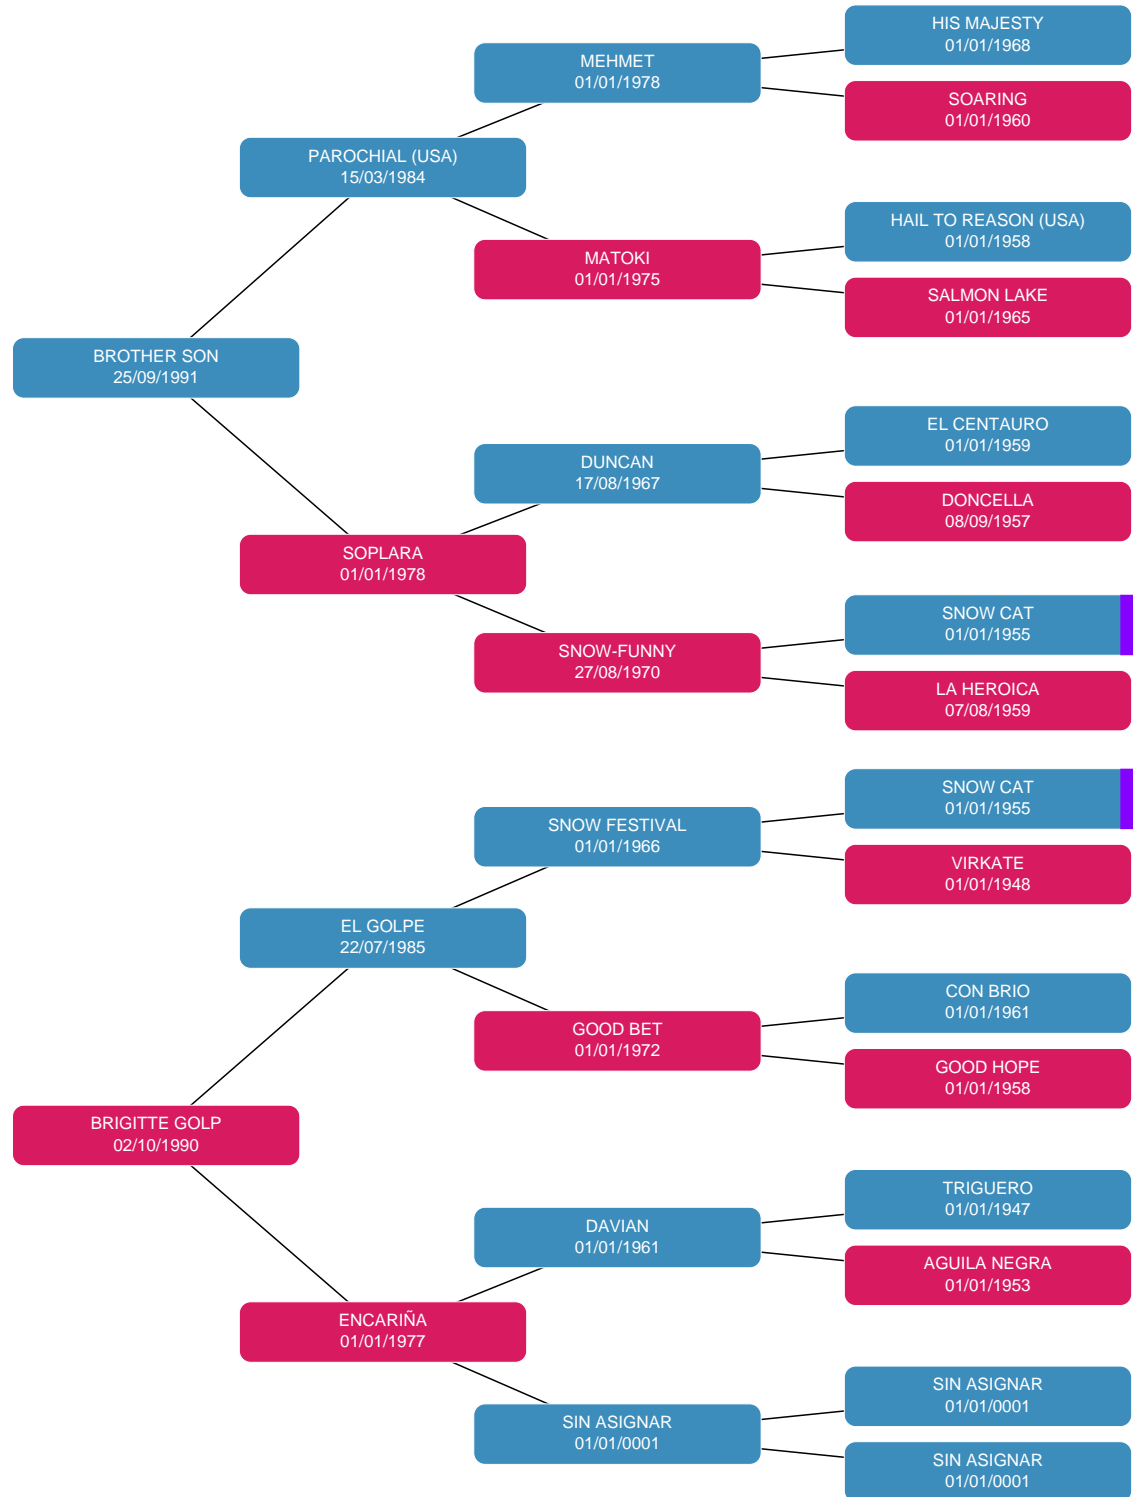 HIS MAJESTY
01/01/1968
MEHMET
01/01/1978
SOARING
01/01/1960
PAROCHIAL (USA)
15/03/1984
HAIL TO REASON (USA)
01/01/1958
MATOKI
01/01/1975
SALMON LAKE
01/01/1965
BROTHER SON
25/09/1991
EL CENTAURO
01/01/1959
DUNCAN
17/08/1967
DONCELLA
08/09/1957
SOPLARA
01/01/1978
SNOW CAT
01/01/1955
SNOW-FUNNY
27/08/1970
LA HEROICA
07/08/1959
SNOW CAT
01/01/1955
SNOW FESTIVAL
01/01/1966
VIRKATE
01/01/1948
EL GOLPE
22/07/1985
CON BRIO
01/01/1961
GOOD BET
01/01/1972
GOOD HOPE
01/01/1958
BRIGITTE GOLP
02/10/1990
TRIGUERO
01/01/1947
DAVIAN
01/01/1961
AGUILA NEGRA
01/01/1953
ENCARIÑA
01/01/1977
SIN ASIGNAR
01/01/0001
SIN ASIGNAR
01/01/0001
SIN ASIGNAR
01/01/0001